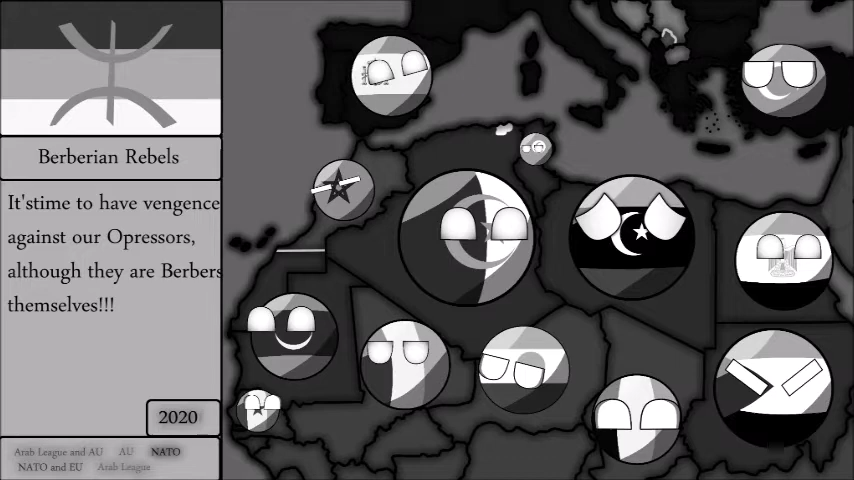 Berberian Rebels
It'stime to have vengence
against our Opressors,
although they are Berbers
themselves!!!
2020
Arab League and AU AU NATO
NATO and EU Arab League